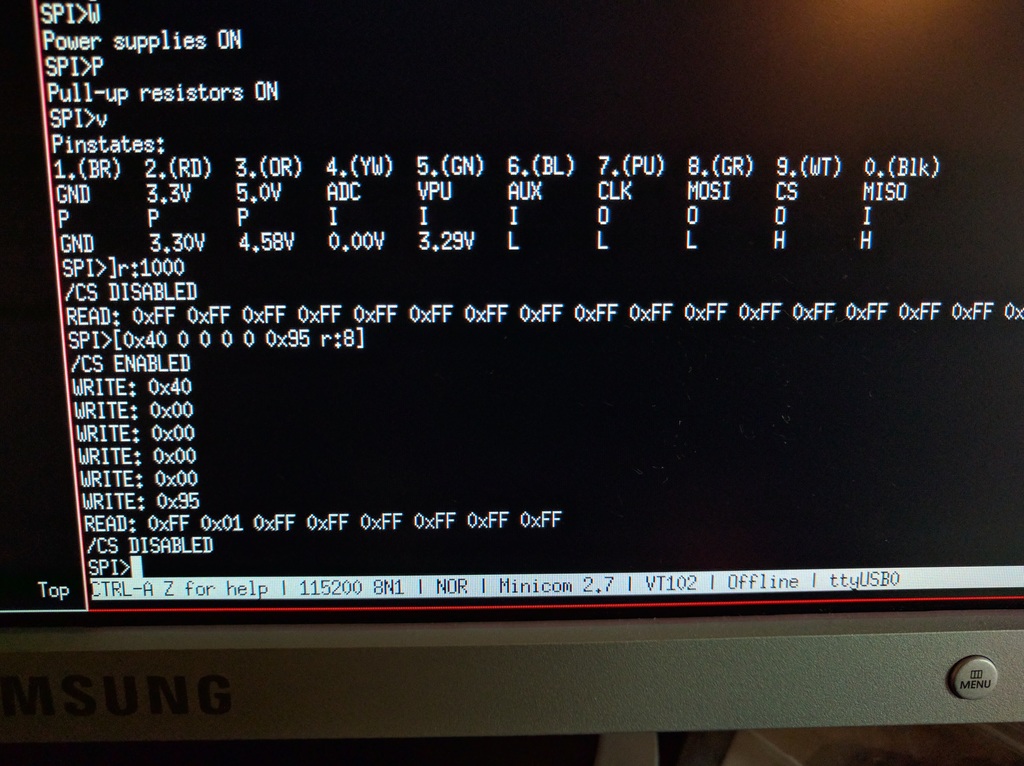 SPI>W
Power supplies ON
SPI>P
Pull-up resistors ON
SPI>v
Pinstates:
1.(BR) 2.(RD) 3.(OR) 4.(YW) 5.(GN) 6.(BL) 7.(PU) 8.(GR) 9.(WT) 0.(Blk)
GND 3.3V 5.0V ADC VPU AUX CLK MOSI CS MISO
P P P I I I O O O I
GND 3.30V 4.58V 0.00V 3.29V L L L H H
SPI>]r:1000
/CS DISABLED
READ: 0xFF 0xFF 0xFF 0xFF 0xFF 0xFF 0xFF 0xFF 0xFF 0xFF 0xFF 0xFF 0xFF 0xFF 0xFF 0xFF 0x
SPI>[0x40 0 0 0 0 0x95 r:8]
/CS ENABLED
WRITE: 0x40
WRITE: 0x00
WRITE: 0x00
WRITE: 0x00
WRITE: 0x00
WRITE: 0x95
READ: 0xFF 0x01 0xFF 0xFF 0xFF 0xFF 0xFF 0xFF
/CS DISABLED
SPI>
Top
CTRL-A Z for help | 115200 8N1 | NOR | Minicom 2.7 | VT102 | Offline | ttyUSB0
MSUNG
MENU